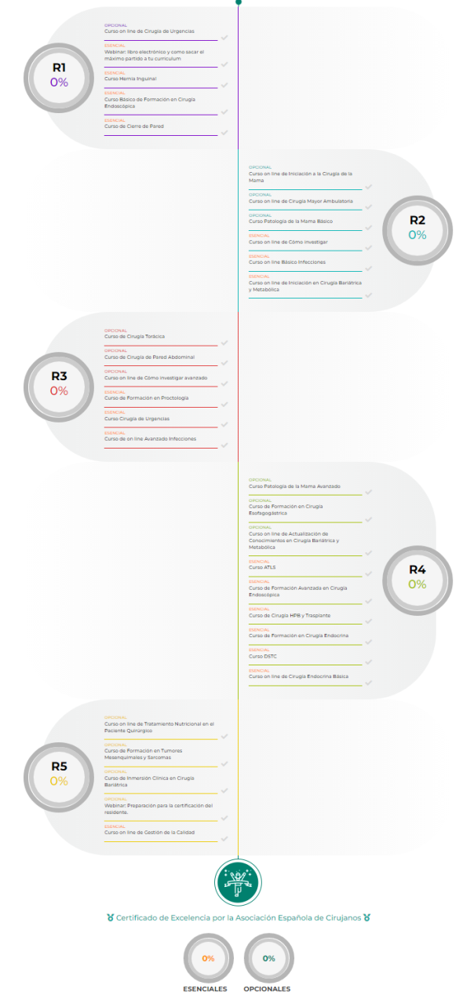 OPCIONAL
Curso on line de Cirugía de Urgencias
ESENCIAL
Webinar: libro electrónico y como sacar el
máximo partido a tu curriculum
ESENCIAL
Curso Hernia Inguinal
ESENCIAL
Curso Básico de Formación en Cirugía
Endoscópica
ESENCIAL
Curso de Cierre de Pared
R1
0%
OPCIONAL
Curso on line de Iniciación a la Cirugía de la
Mama
OPCIONAL
Curso on line de Cirugía Mayor Ambulatoria
OPCIONAL
Curso Patología de la Mama Básico
ESENCIAL
Curso on line de Cómo investigar
ESENCIAL
Curso on line Básico Infecciones
ESENCIAL
Curso on line de Iniciación en Cirugía Bariátrica
y Metabólica
R2
0%
OPCIONAL
Curso de Cirugía Torácica
OPCIONAL
Curso de Cirugía de Pared Abdominal
OPCIONAL
Curso on line de Cómo investigar avanzado
ESENCIAL
Curso de Formación en Proctología
ESENCIAL
Curso Cirugía de Urgencias
ESENCIAL
Curso de on line Avanzado Infecciones
R3
0%
OPCIONAL
Curso Patología de la Mama Avanzado
OPCIONAL
Curso de Formación en Cirugía
Esofagogástrica
OPCIONAL
Curso on line de Actualización de
Conocimientos en Cirugía Bariátrica y
Metabólica
ESENCIAL
Curso ATLS
ESENCIAL
Curso de Formación Avanzada en Cirugía
Endoscópica
ESENCIAL
Curso de Cirugía HPB y Trasplante
ESENCIAL
Curso de Formación en Cirugía Endocrina
ESENCIAL
Curso DSTC
ESENCIAL
Curso on line de Cirugía Endocrina Básica
R4
0%
OPCIONAL
Curso on line de Tratamiento Nutricional en el
Paciente Quirúrgico
OPCIONAL
Curso de Formación en Tumores
Mesenquimales y Sarcomas
OPCIONAL
Curso de Inmersión Clínica en Cirugía
Bariátrica
OPCIONAL
Webinar: Preparación para la certificación del
residente.
ESENCIAL
Curso on line de Gestión de la Calidad
R5
0%
Certificado de Excelencia por la Asociación Española de Cirujanos
0%
0%
ESENCIALES
OPCIONALES